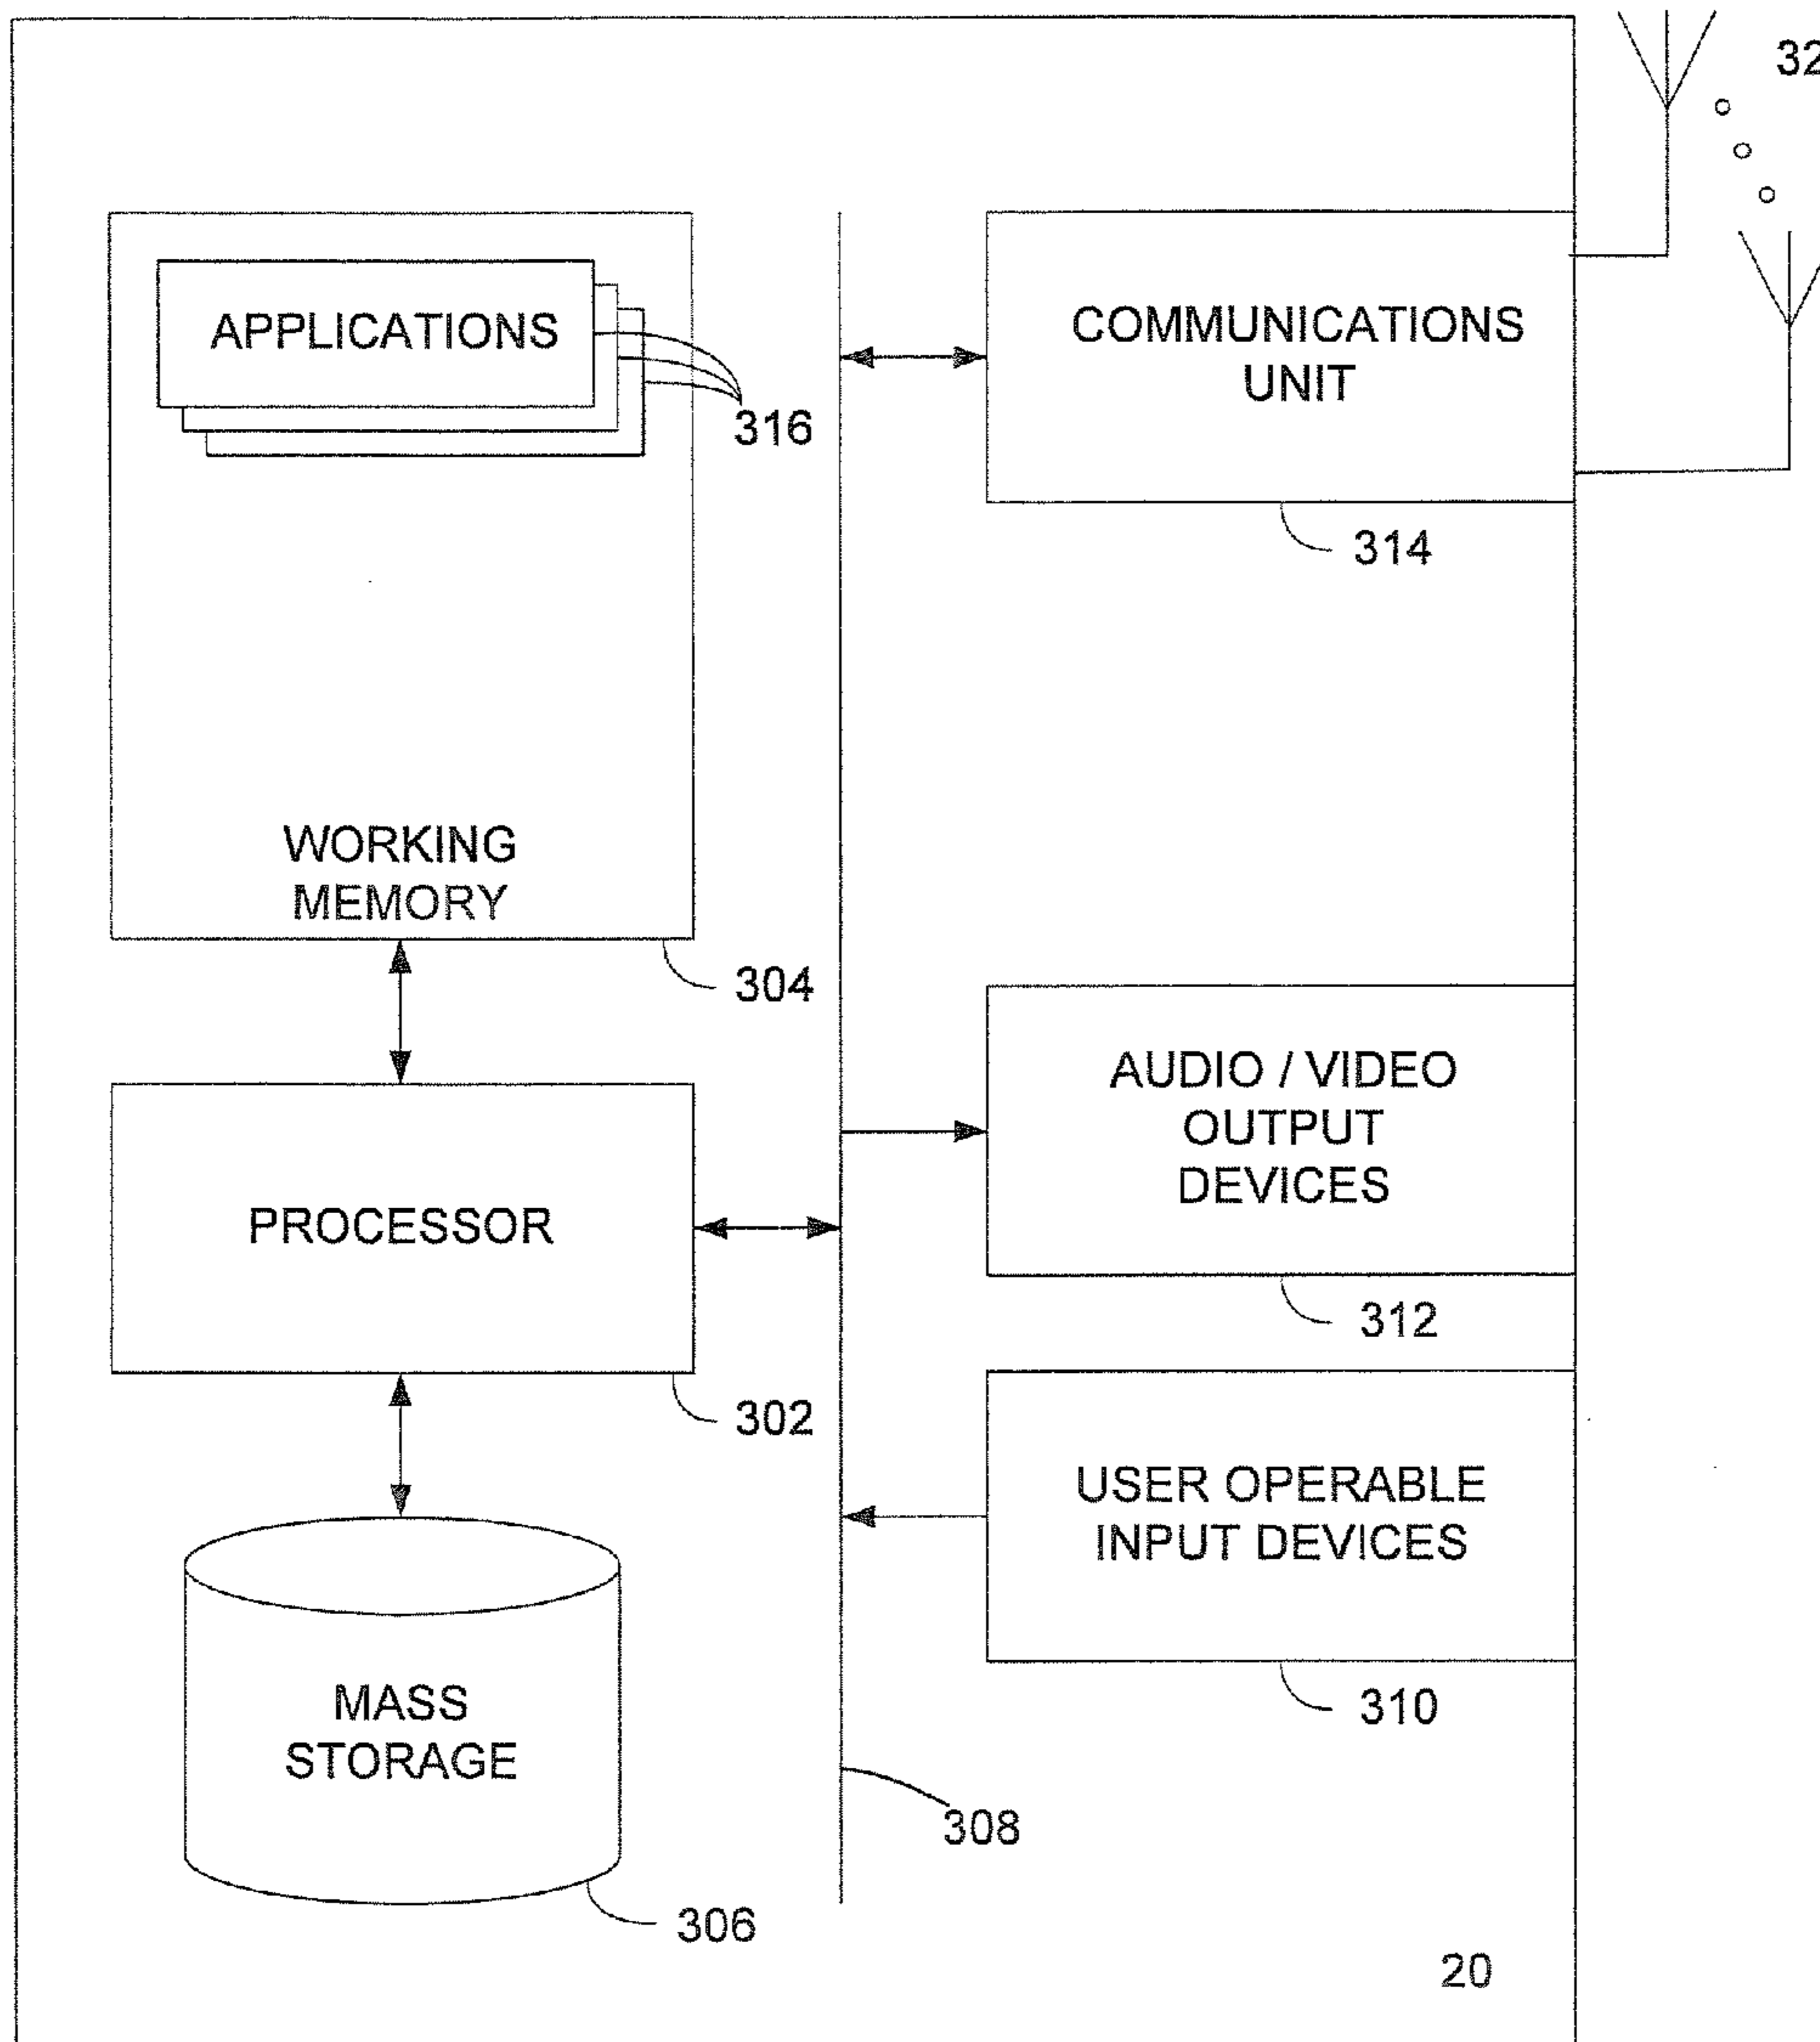 32
APPLICATIONS
316
COMMUNICATIONS
UNIT
314
WORKING
MEMORY
304
AUDIO / VIDEO
OUTPUT
DEVICES
312
PROCESSOR
302
USER OPERABLE
INPUT DEVICES
310
MASS
STORAGE
308
306
20